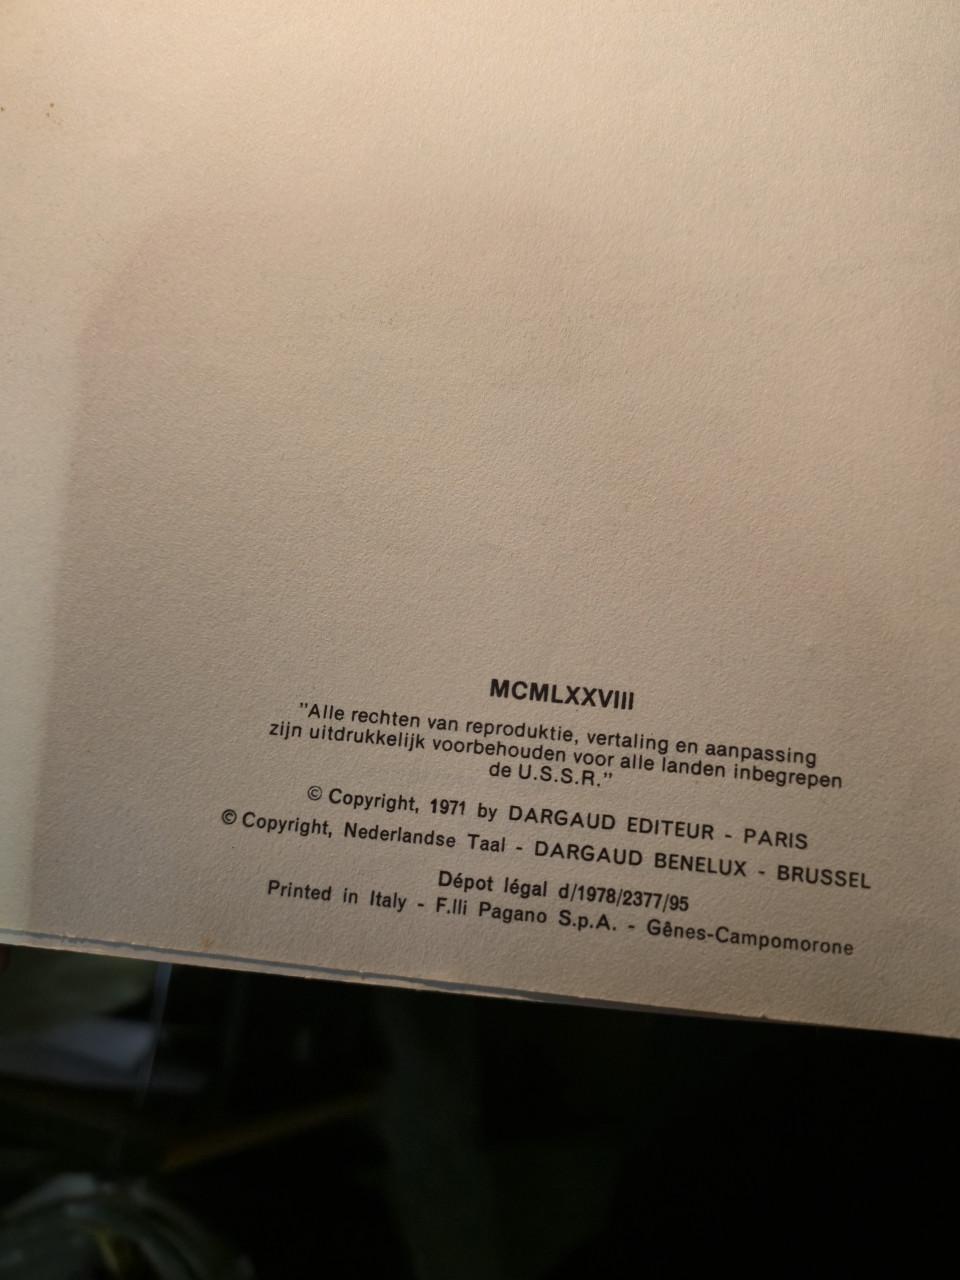 MCMLXXVIII
"Alle rechten van reproduktie, vertaling en aanpassing
zijn uitdrukkelijk voorbehouden voor alle landen inbegrepen
de U.S.S.R."
© Copyright, 1971 by DARGAUD EDITEUR - PARIS
© Copyright, Nederlandse Taal - DARGAUD BENELUX - BRUSSEL
Dépot légal d/1978/2377/95
Printed in Italy - F.lli Pagano S.p.A. - Gênes-Campomorone